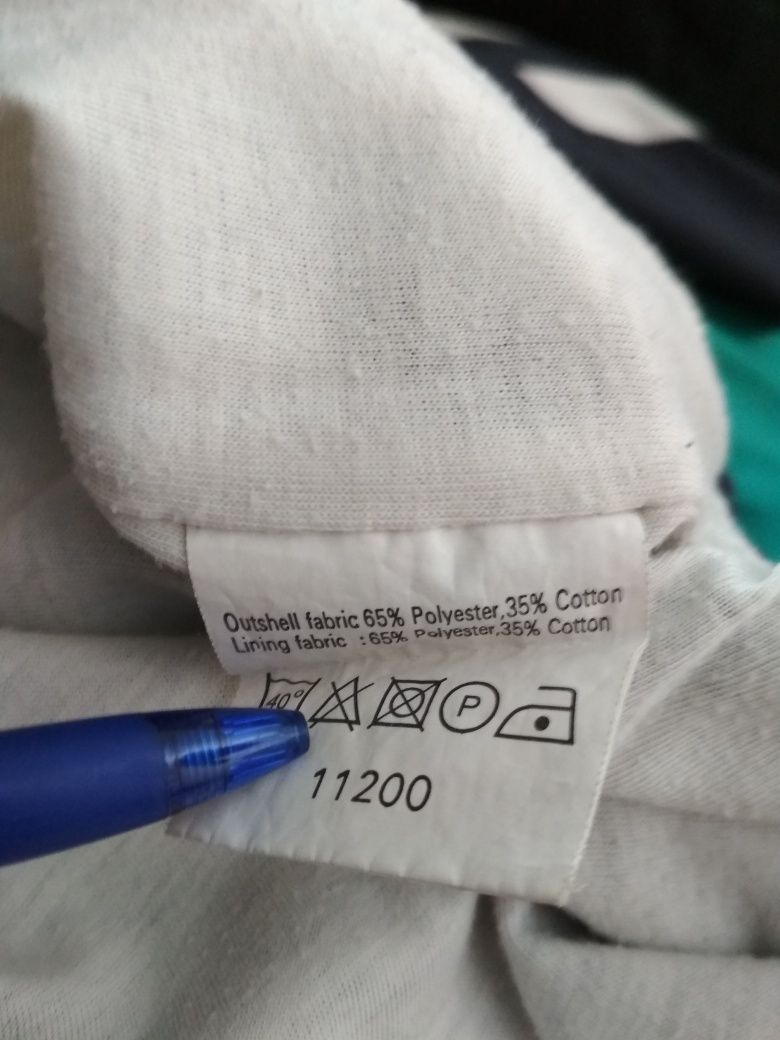 Outshell fabric 65% Polyester,35% Cotton
Lining fabric :65% Polyester,35% Cotton
40° P
11200